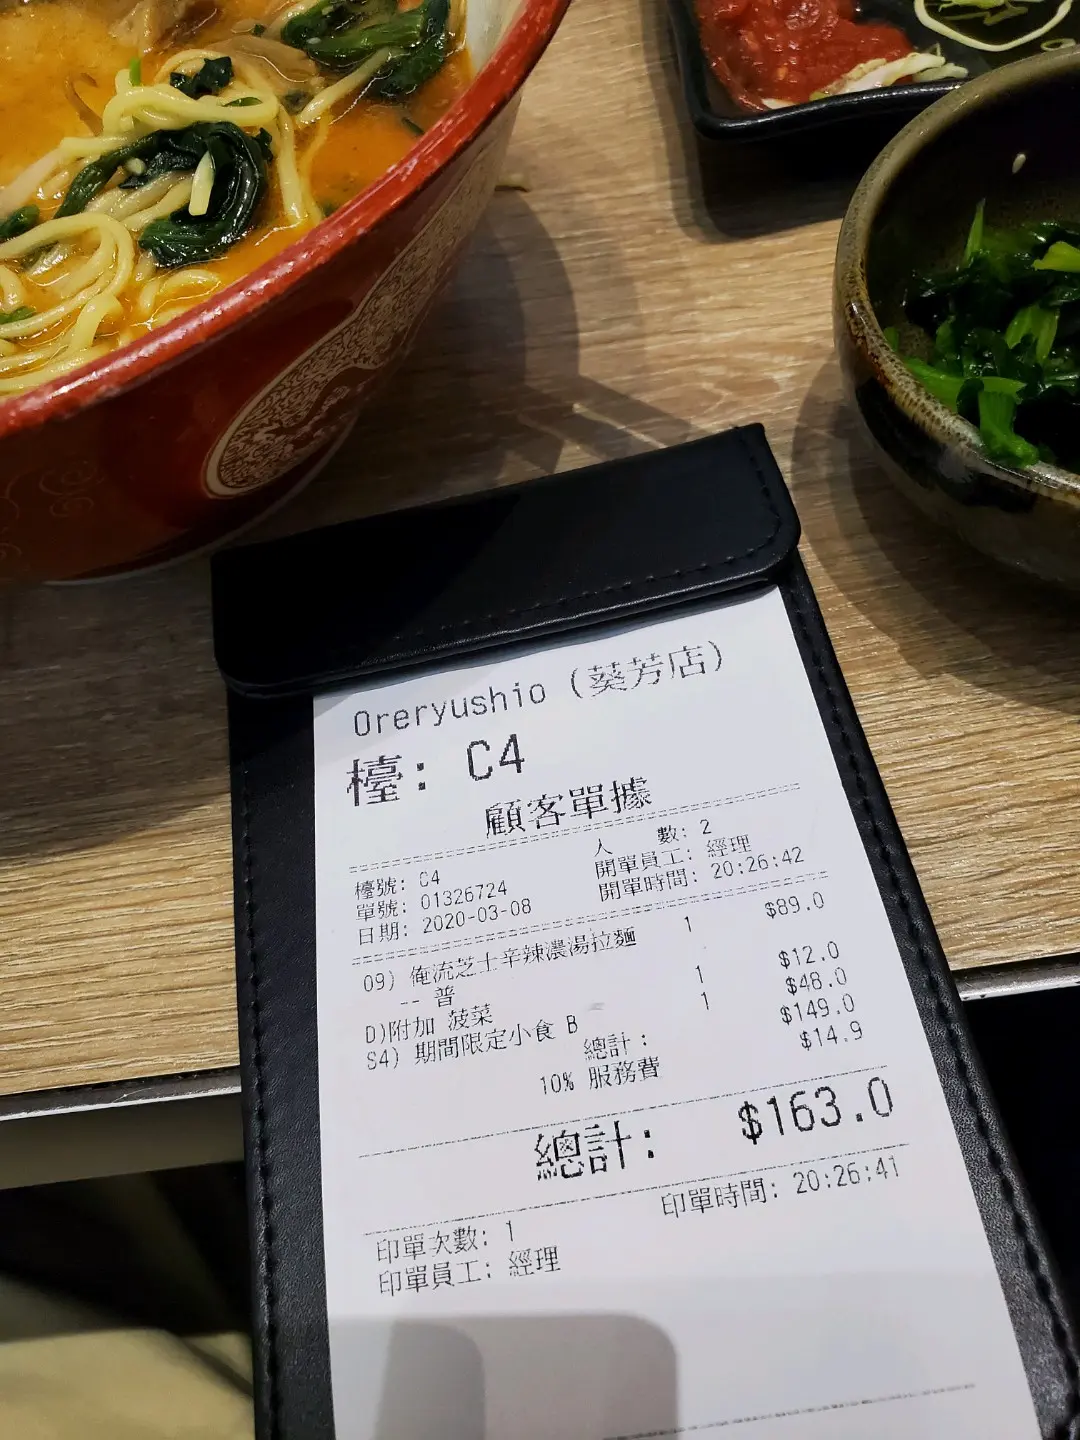 Oreryushio (葵芳店)
檯: C4
顧客單據
人 數: 2
檯號: C4 開單員工: 經理
單號: 01326724 開單時間: 20:26:42
日期: 2020-03-08
09) 俺流芝士辛辣濃湯拉麵 1 $89.0
-- 普
D)附加 菠菜 1 $12.0
S4) 期間限定小食 B 1 $48.0
總計: $149.0
10% 服務費 $14.9
總計: $163.0
印單時間: 20:26:41
印單次數: 1
印單員工: 經理